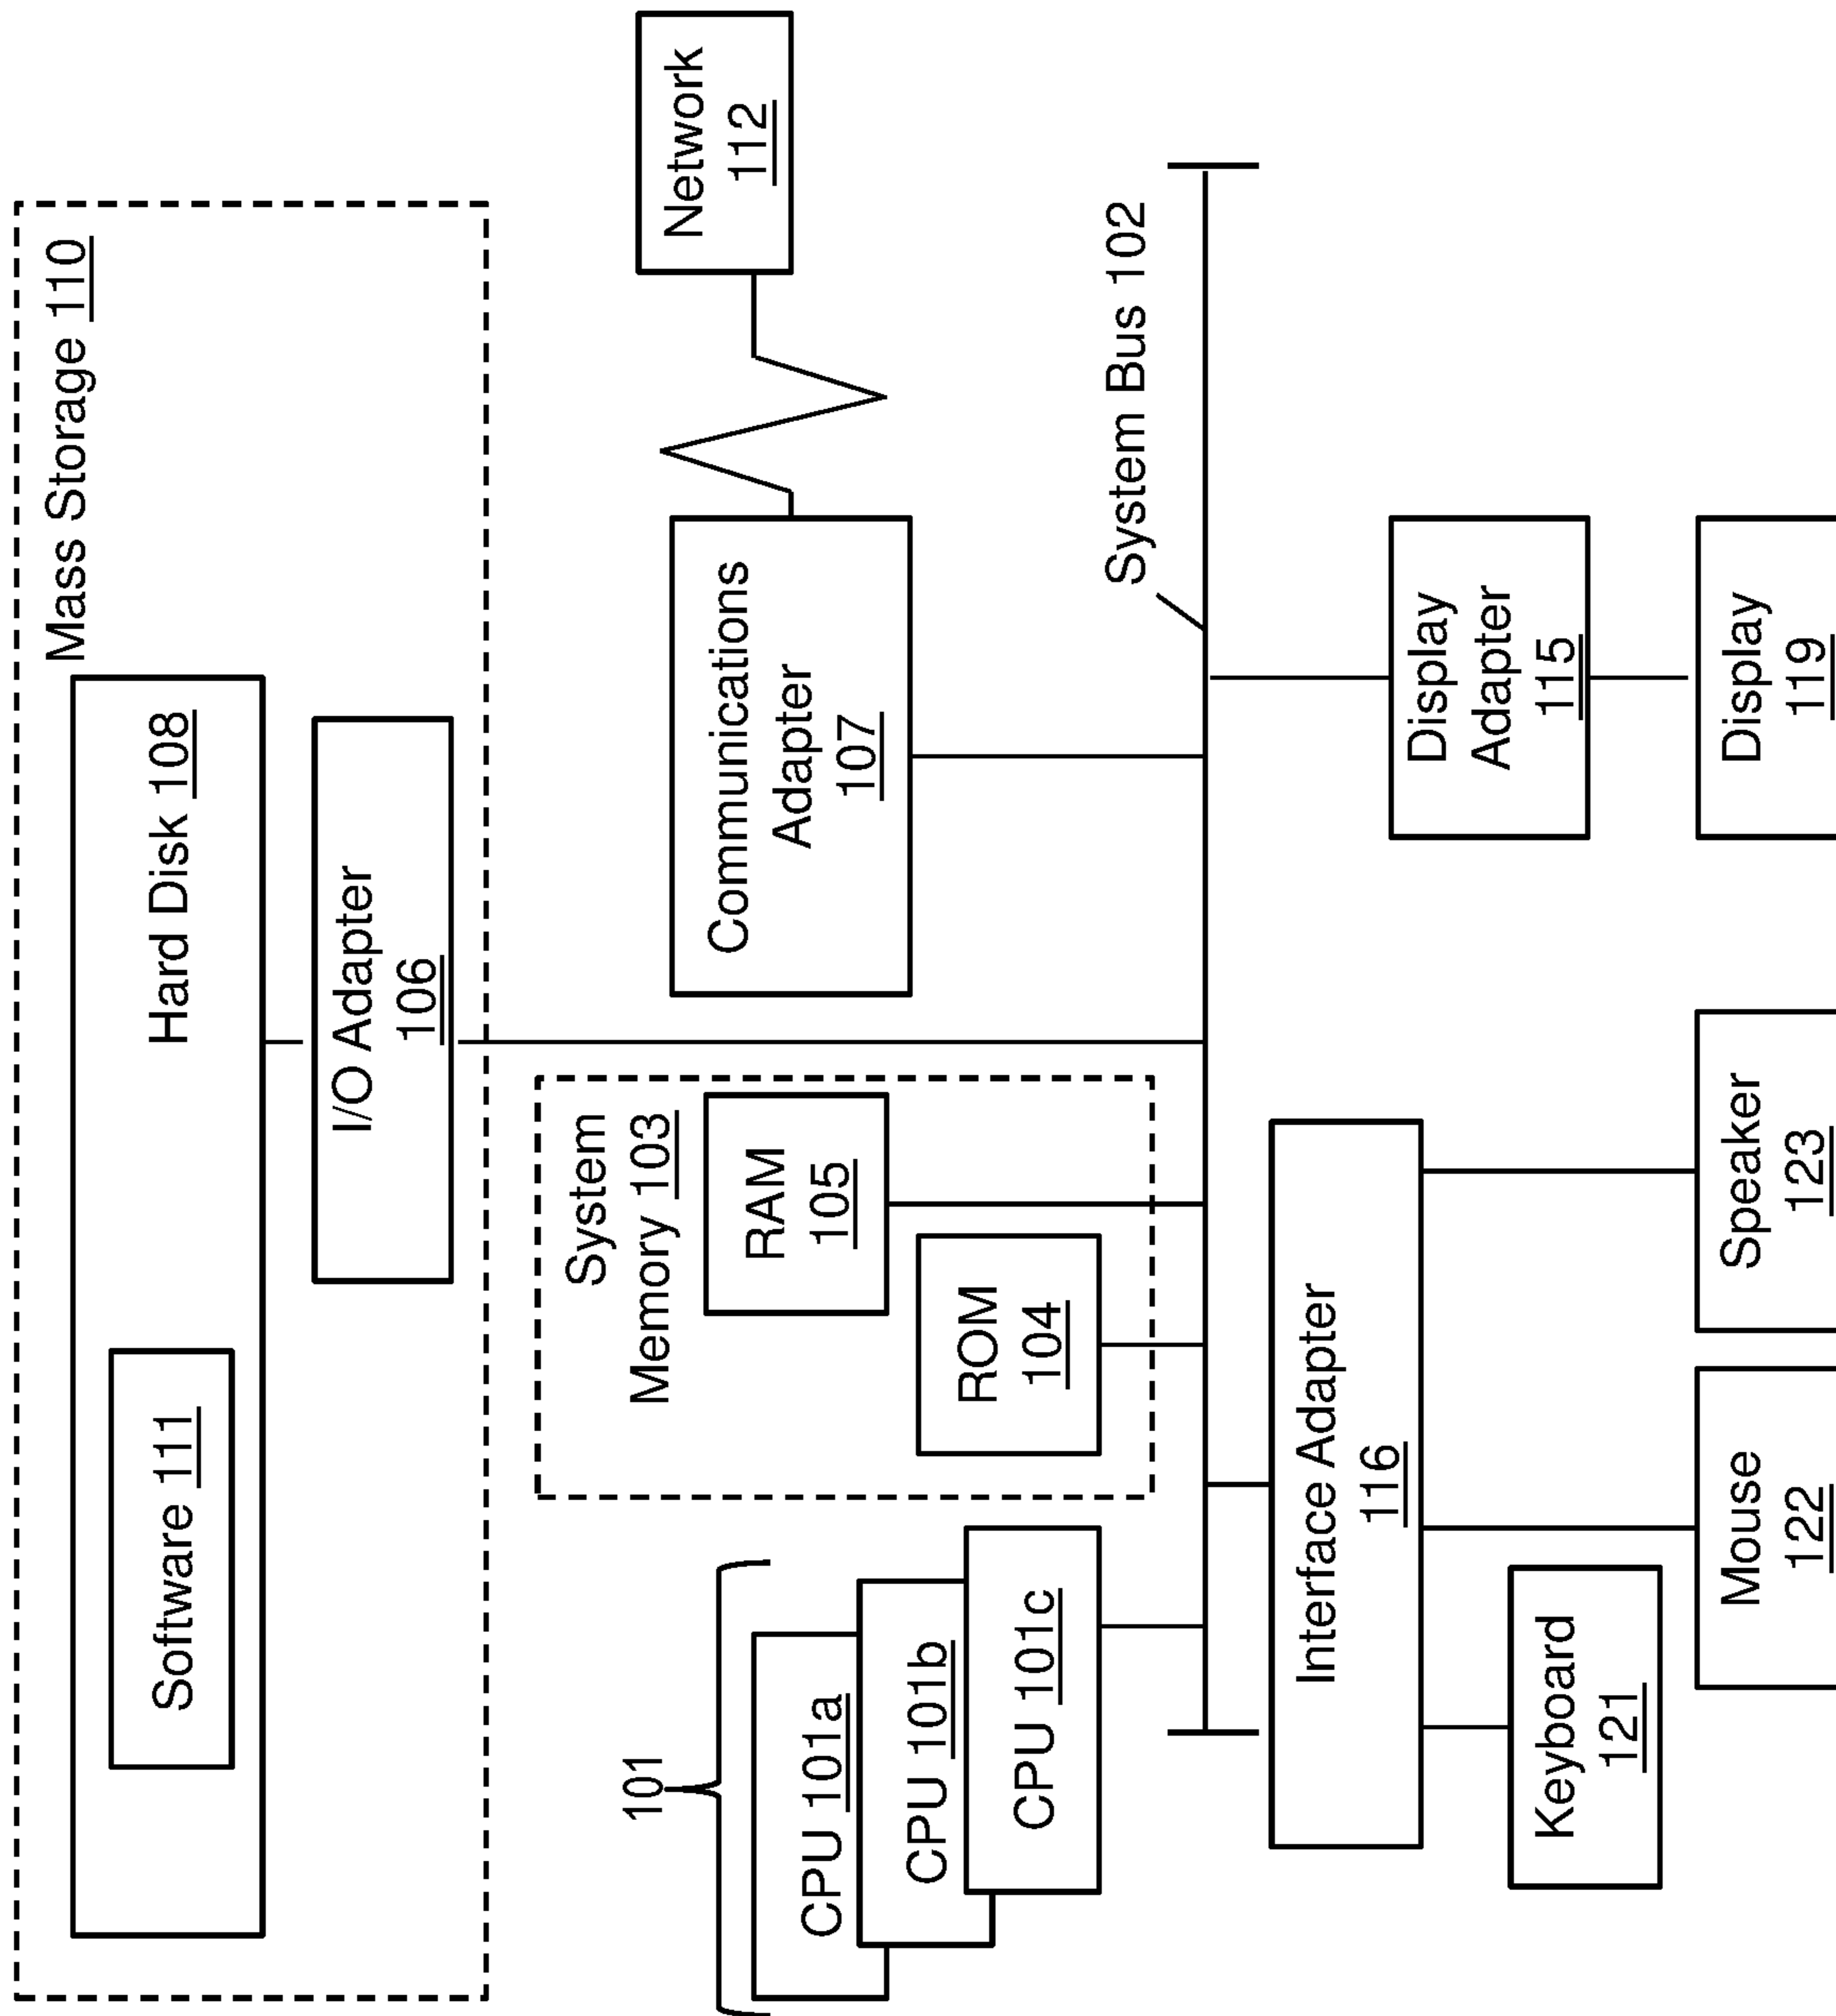 Mass Storage 110
Hard Disk 108
Software 111
I/O Adapter
106
101
CPU 101a
CPU 101b
CPU 101c
System
Memory 103
RAM
105
ROM
104
Communications
Adapter
107
Network
112
System Bus 102
Interface Adapter
116
Keyboard
121
Mouse
122
Speaker
123
Display
Adapter
115
Display
119